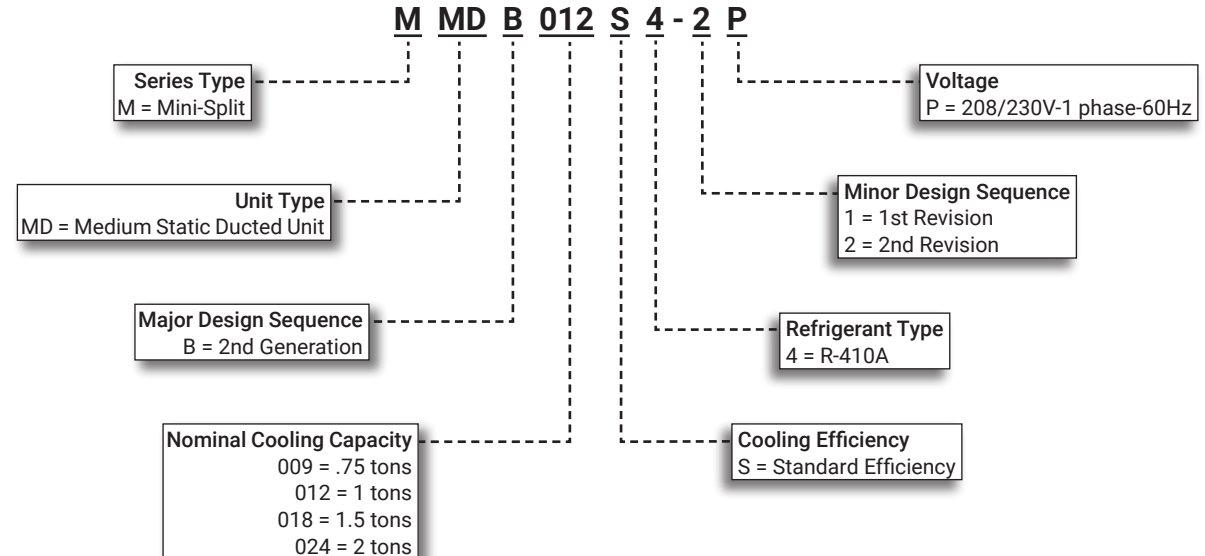 M MD B 012 S 4 - 2 P
Series Type
M = Mini-Split
Unit Type
MD = Medium Static Ducted Unit
Major Design Sequence
B = 2nd Generation
Nominal Cooling Capacity
009 = .75 tons
012 = 1 tons
018 = 1.5 tons
024 = 2 tons
Voltage
P = 208/230V-1 phase-60Hz
Minor Design Sequence
1 = 1st Revision
2 = 2nd Revision
Refrigerant Type
4 = R-410A
Cooling Efficiency
S = Standard Efficiency